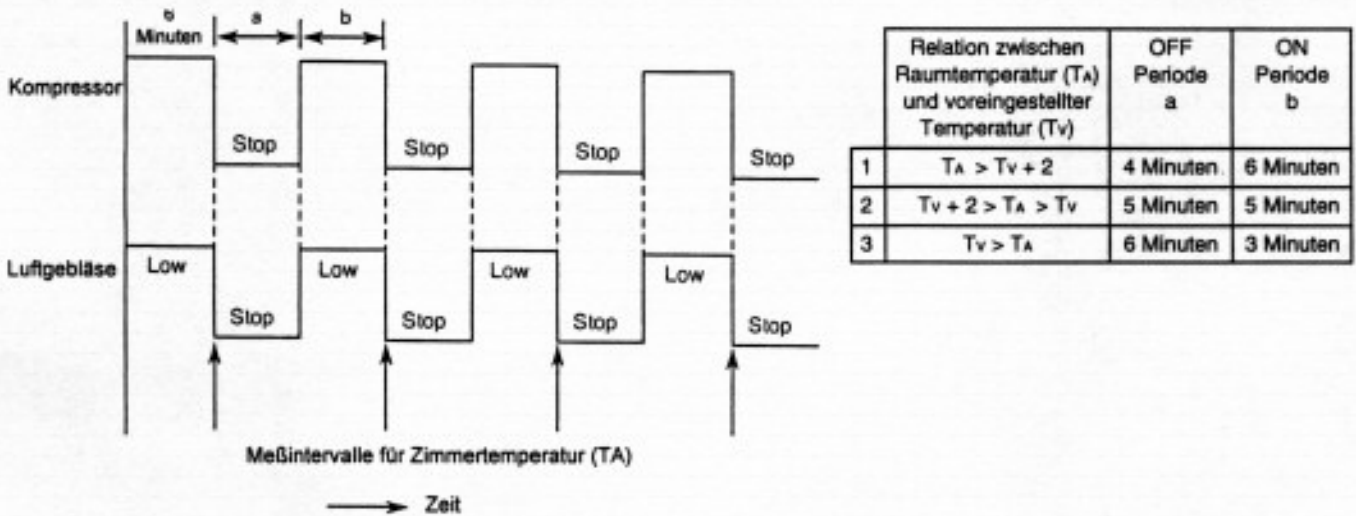 6
Minuten
a
b
Kompressor
Stop
Stop
Stop
Stop
Luftgebläse
Low
Low
Low
Low
Stop
Stop
Stop
Stop
Meßintervalle für Zimmertemperatur (TA)
Zeit
Relation zwischen
Raumtemperatur (TA)
und voreingestellter
Temperatur (TV)
OFF
Periode
a
ON
Periode
b
1 TA > TV + 2 4 Minuten 6 Minuten
2 TV + 2 > TA > TV 5 Minuten 5 Minuten
3 TV > TA 6 Minuten 3 Minuten